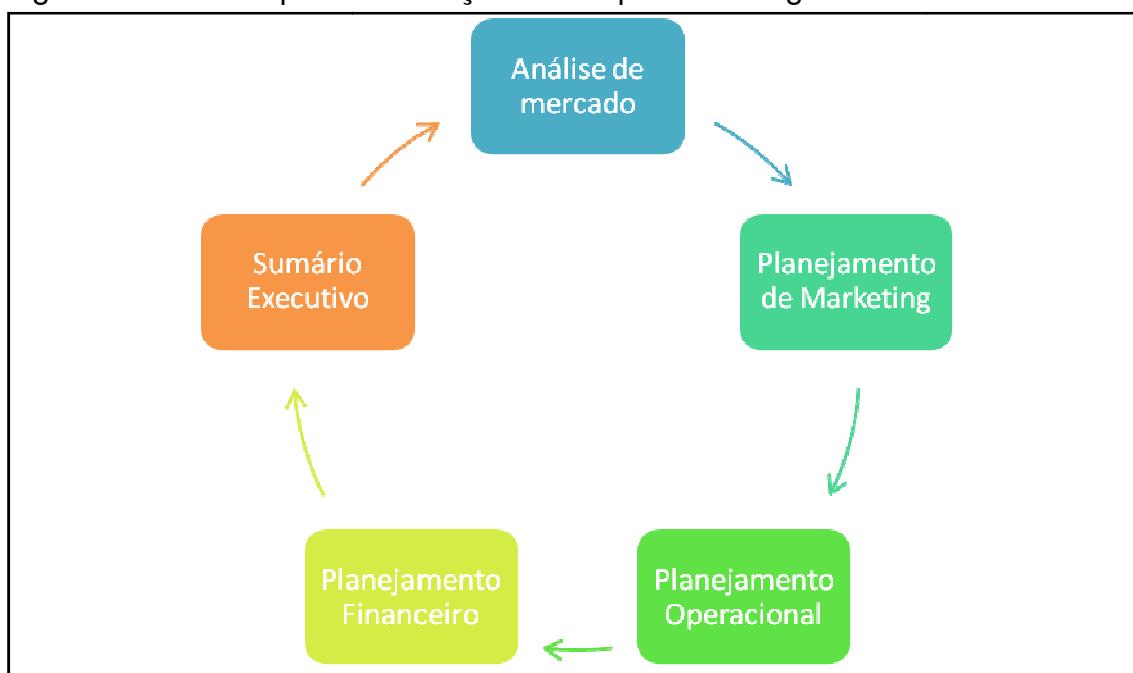 Análise de
mercado
Planejamento
de Marketing
Planejamento
Operacional
Planejamento
Financeiro
Sumário
Executivo